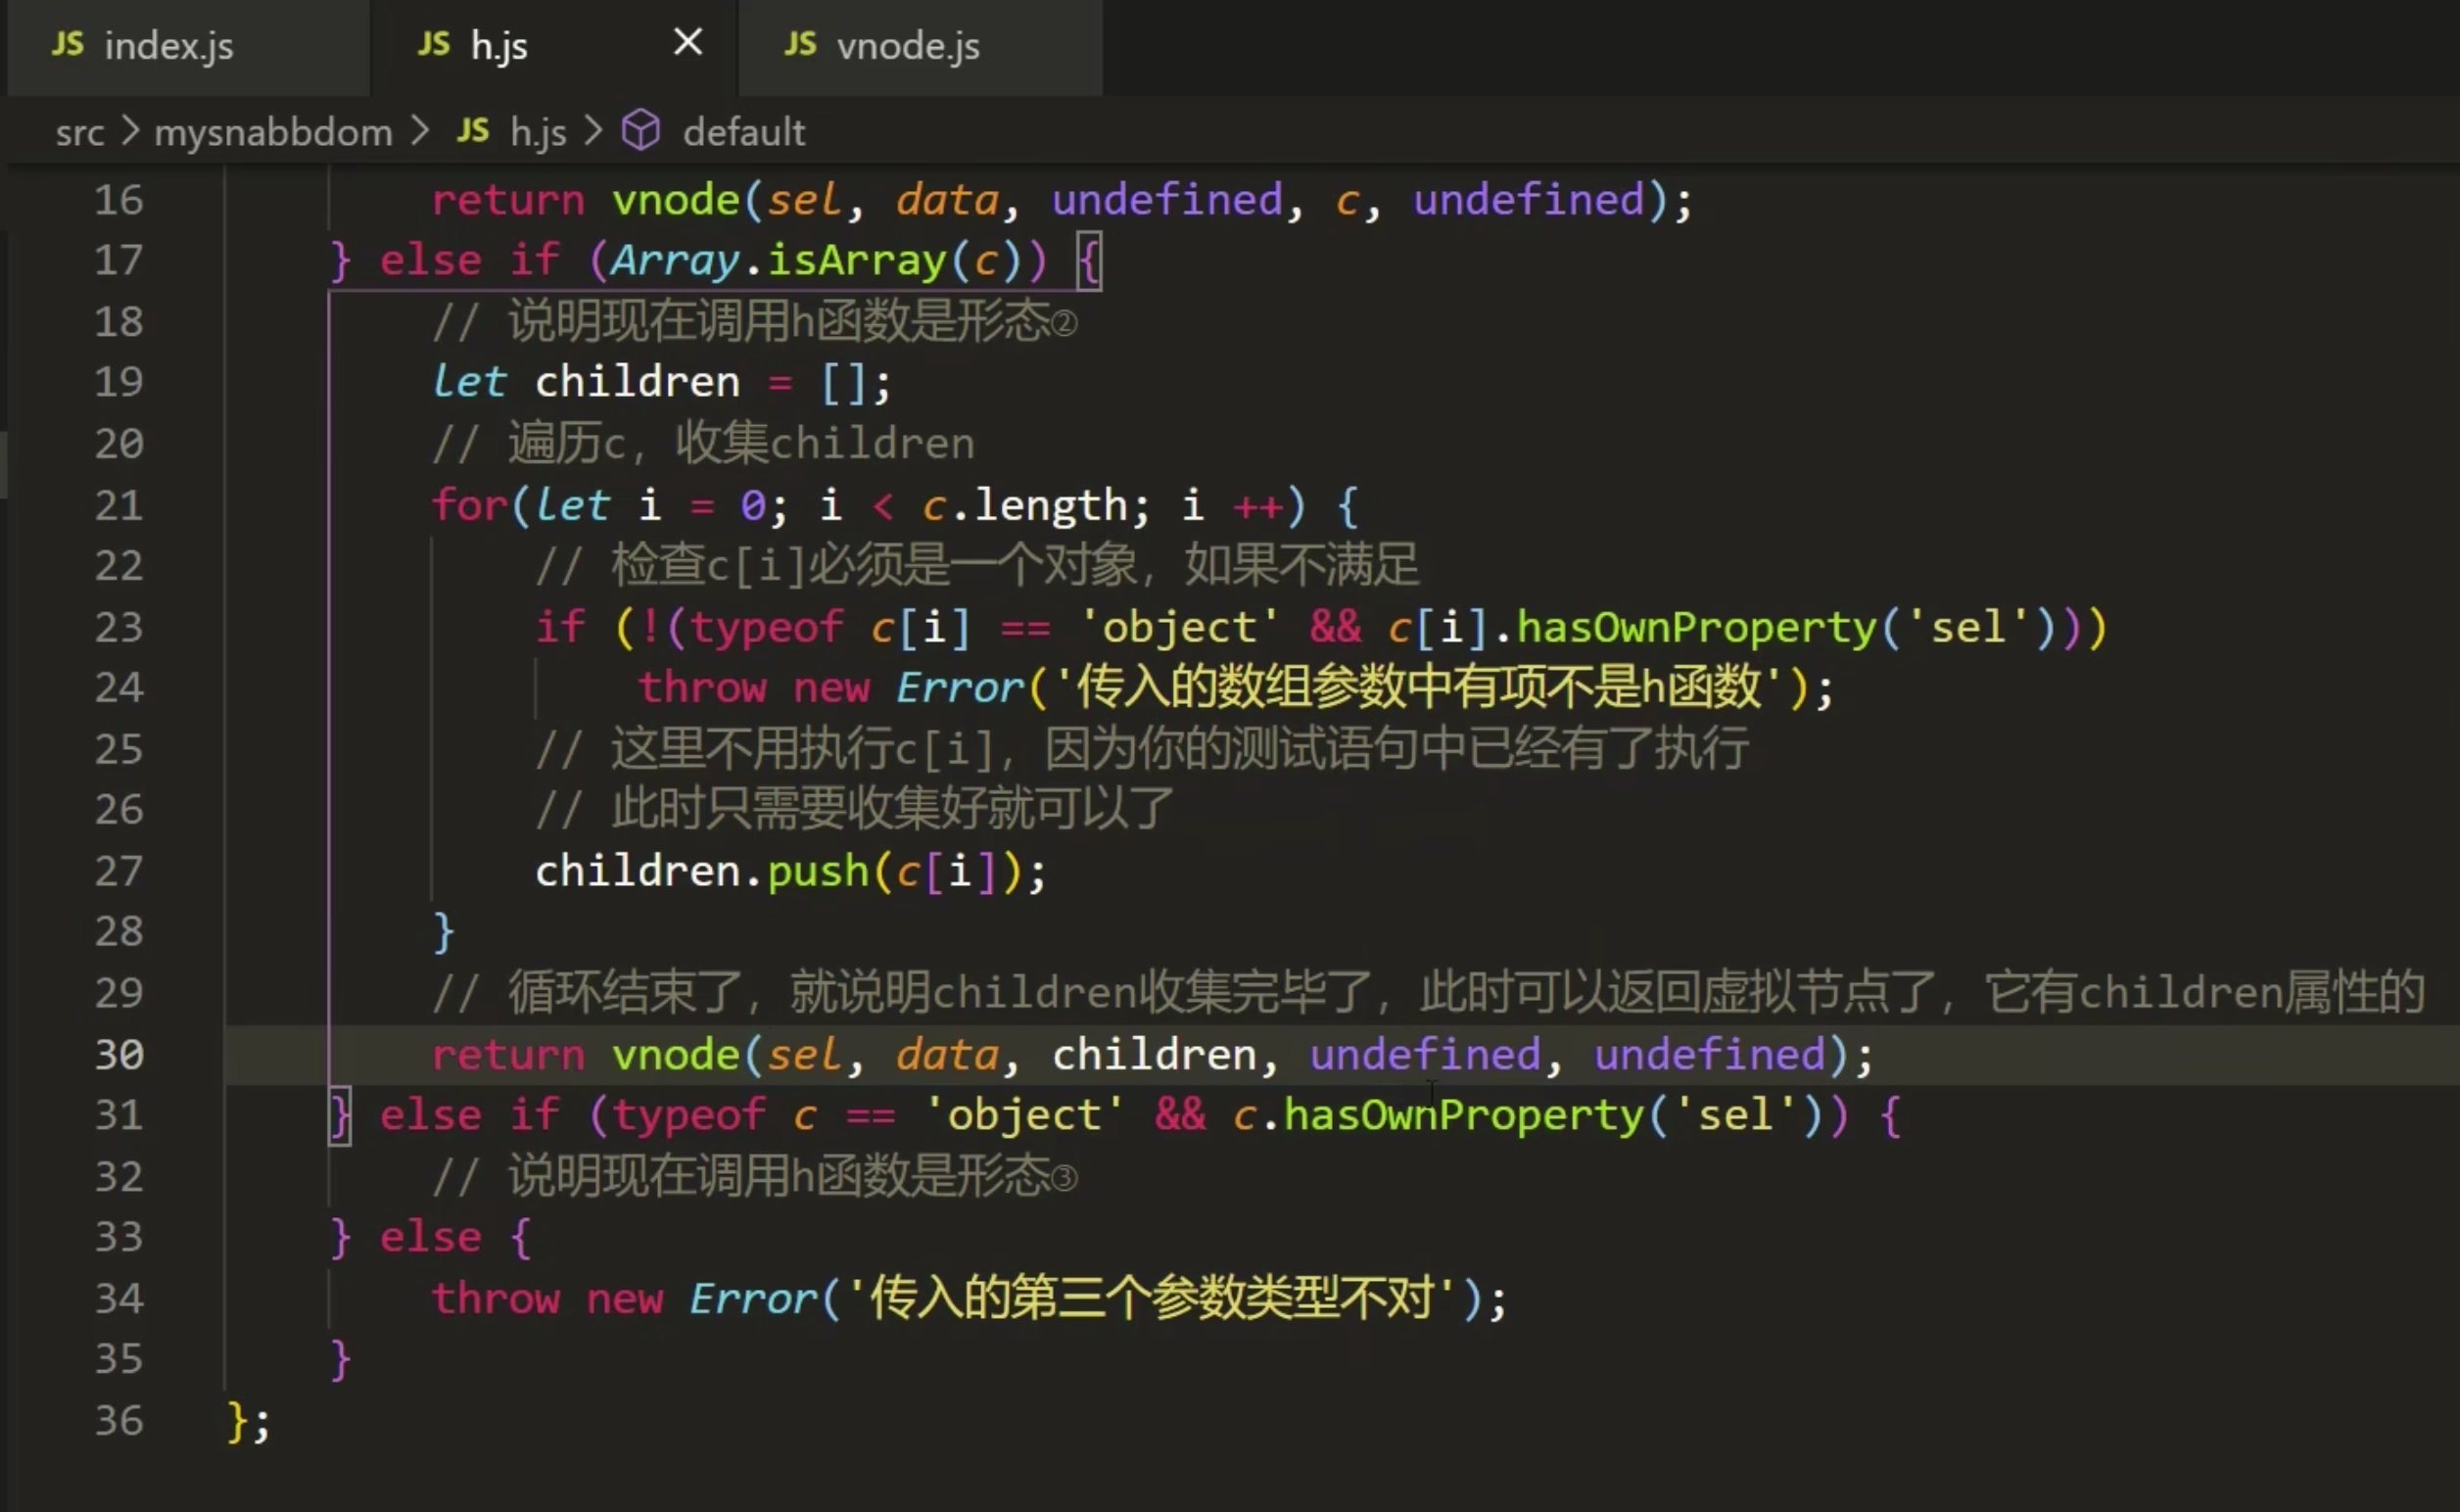 JS index.js JS h.js × JS vnode.js
src > mysnabbdom > JS h.js > default
16 return vnode(sel, data, undefined, c, undefined);
17 } else if (Array.isArray(c)) {
18 // 说明现在调用h函数是形态②
19 let children = [];
20 // 遍历c，收集children
21 for(let i = 0; i < c.length; i ++) {
22 // 检查c[i]必须是一个对象，如果不满足
23 if (!(typeof c[i] == 'object' && c[i].hasOwnProperty('sel')))
24 throw new Error('传入的数组参数中有项不是h函数');
25 // 这里不用执行c[i]，因为你的测试语句中已经有了执行
26 // 此时只需要收集好就可以了
27 children.push(c[i]);
28 }
29 // 循环结束了，就说明children收集完毕了，此时可以返回虚拟节点了，它有children属性的
30 return vnode(sel, data, children, undefined, undefined);
31 } else if (typeof c == 'object' && c.hasOwnProperty('sel')) {
32 // 说明现在调用h函数是形态③
33 } else {
34 throw new Error('传入的第三个参数类型不对');
35 }
36 };